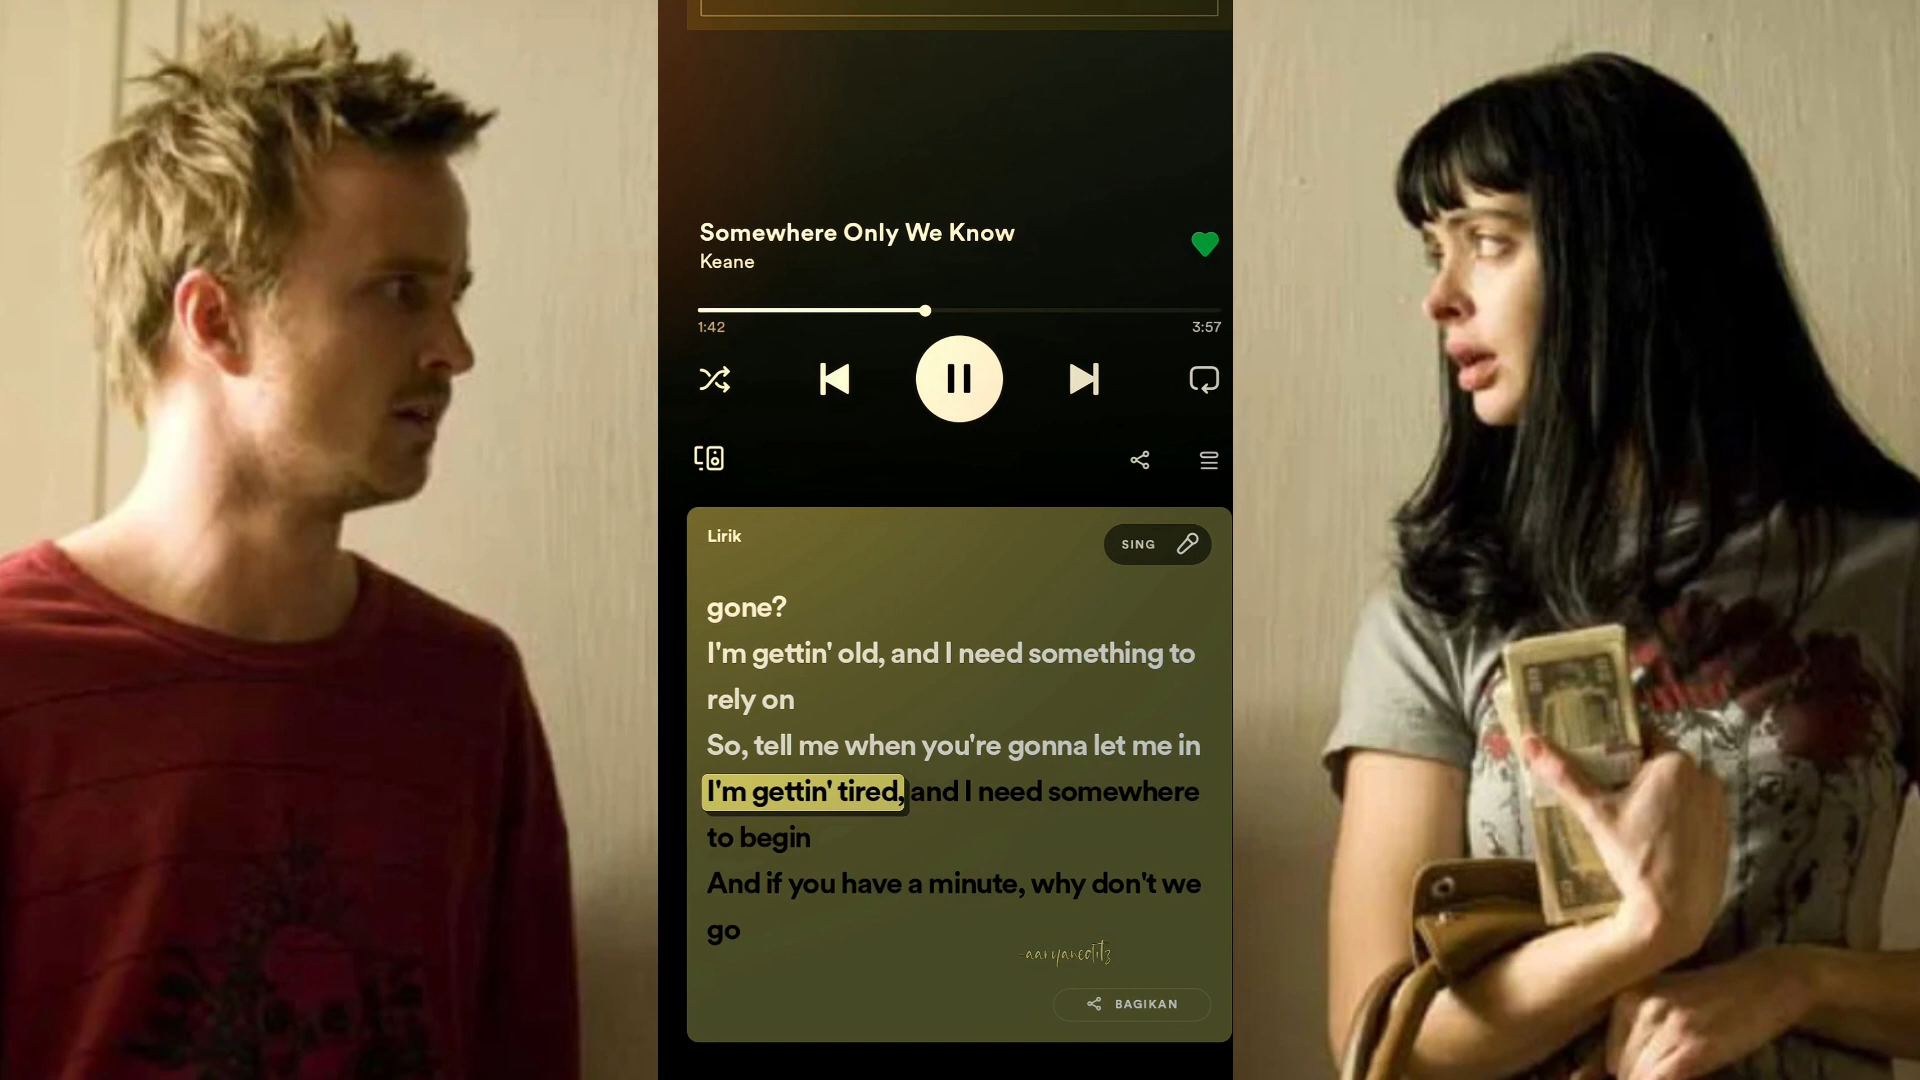 Somewhere Only We Know
Keane
1:42
3:57
Lirik
SING
gone?
I'm gettin' old, and I need something to
rely on
So, tell me when you're gonna let me in
I'm gettin' tired, and I need somewhere
to begin
And if you have a minute, why don't we
go
-aaryaneditz
BAGIKAN